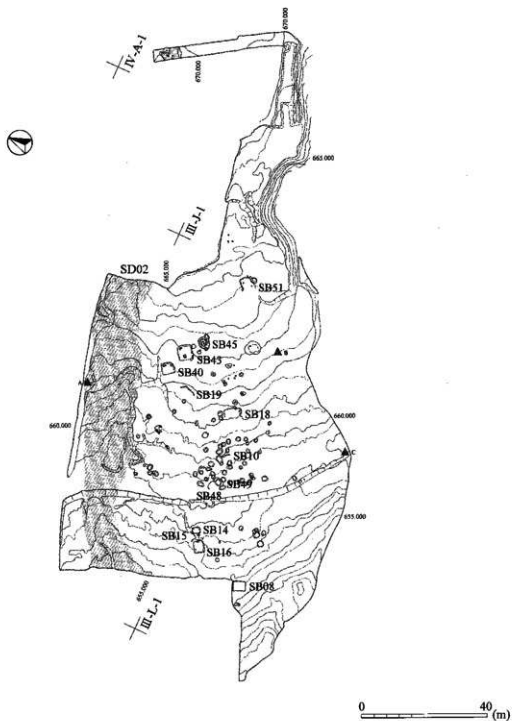 670.000
IV-A-1
670.000
665.000
III-J-1
SD02
665.000
SB51
SB45
SB43
SB40
SB19
SB18
660.000
660.000
SB10
C
SB49
SB48
655.000
SB14
SB15
SB16
SB08
655.000
III-L-1
0 40
(m)